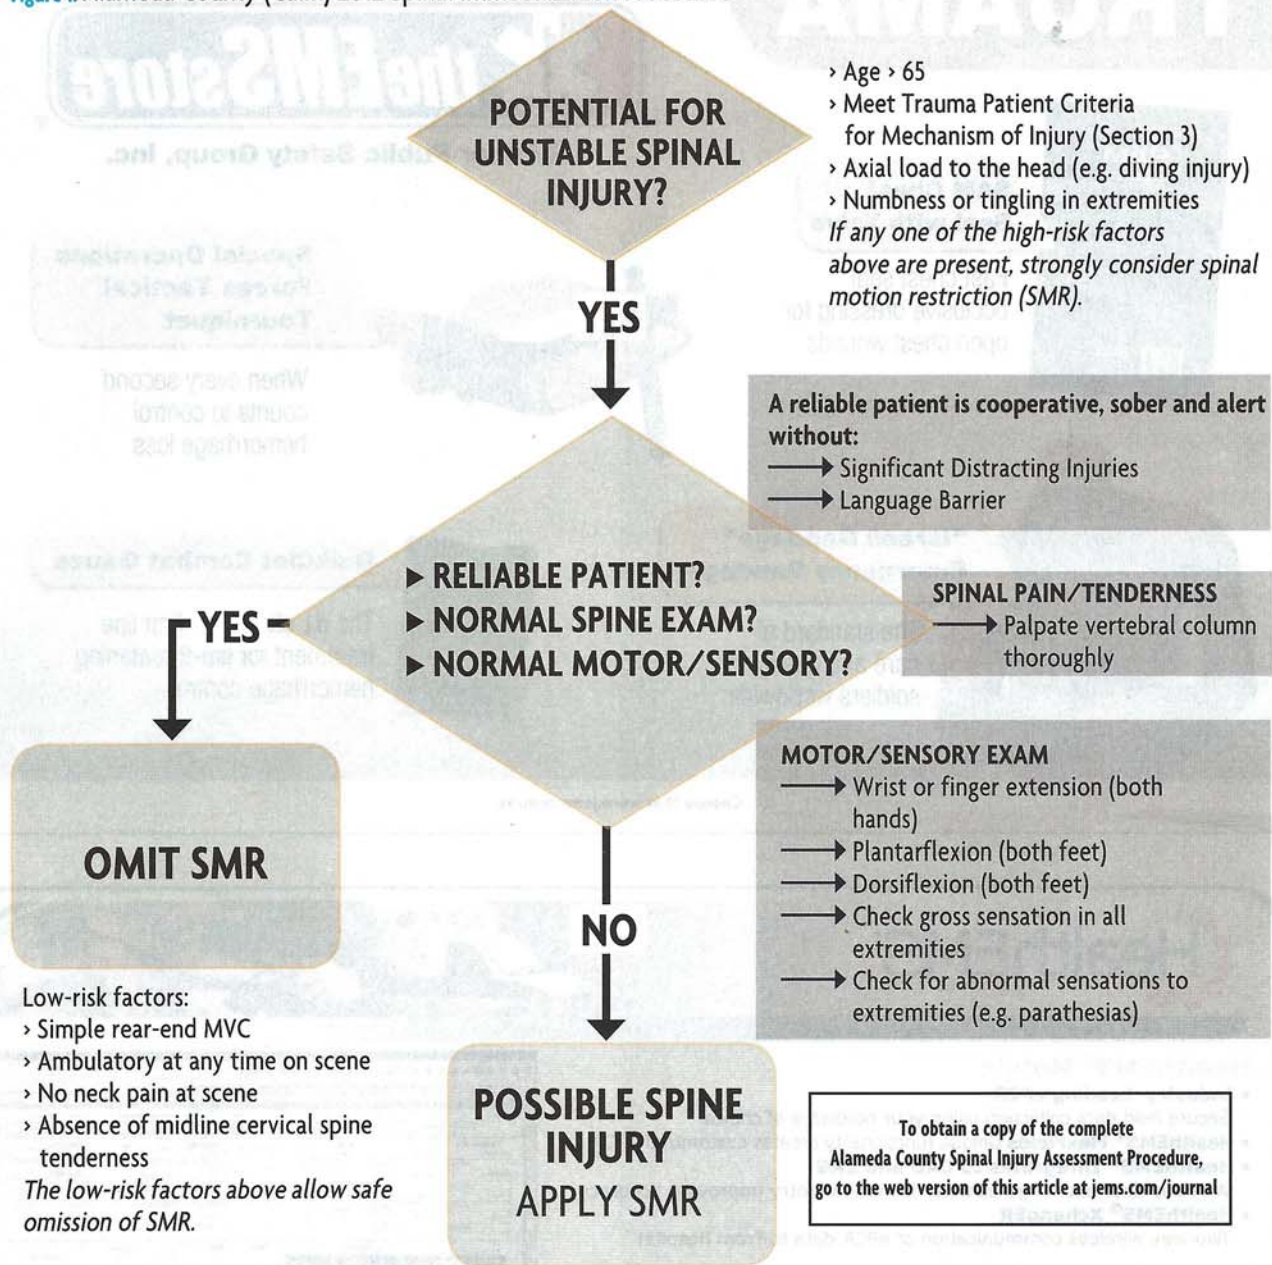 POTENTIAL FOR
UNSTABLE SPINAL
INJURY?
› Age › 65
› Meet Trauma Patient Criteria
for Mechanism of Injury (Section 3)
› Axial load to the head (e.g. diving injury)
› Numbness or tingling in extremities
If any one of the high-risk factors
above are present, strongly consider spinal
motion restriction (SMR).
YES
A reliable patient is cooperative, sober and alert
without:
Significant Distracting Injuries
Language Barrier
▶ RELIABLE PATIENT?
▶ NORMAL SPINE EXAM?
▶ NORMAL MOTOR/SENSORY?
SPINAL PAIN/TENDERNESS
Palpate vertebral column
thoroughly
YES
MOTOR/SENSORY EXAM
Wrist or finger extension (both
hands)
Plantarflexion (both feet)
Dorsiflexion (both feet)
Check gross sensation in all
extremities
Check for abnormal sensations to
extremities (e.g. parathesias)
OMIT SMR
NO
Low-risk factors:
› Simple rear-end MVC
› Ambulatory at any time on scene
› No neck pain at scene
› Absence of midline cervical spine
tenderness
The low-risk factors above allow safe
omission of SMR.
POSSIBLE SPINE
INJURY
APPLY SMR
To obtain a copy of the complete
Alameda County Spinal Injury Assessment Procedure,
go to the web version of this article at jems.com/journal